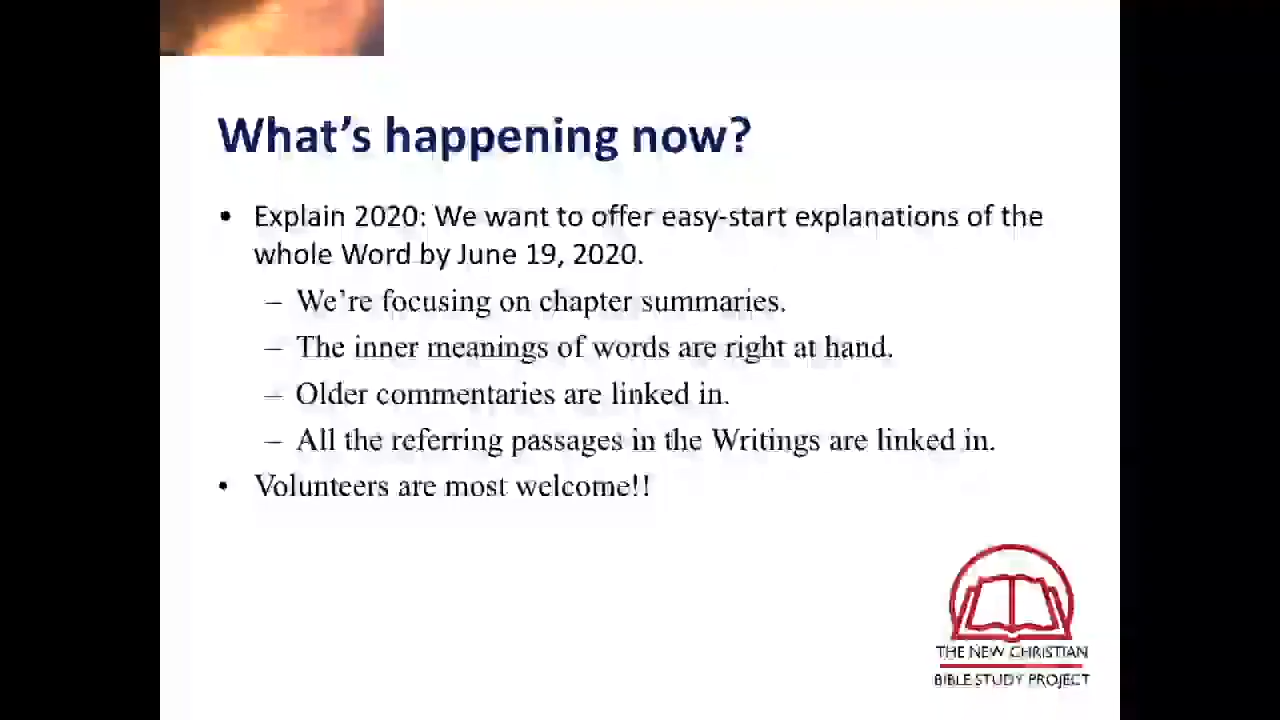 What's happening now?
• Explain 2020: We want to offer easy-start explanations of the
whole Word by June 19, 2020.
– We're focusing on chapter summaries.
– The inner meanings of words are right at hand.
– Older commentaries are linked in.
– All the referring passages in the Writings are linked in.
• Volunteers are most welcome!!
THE NEW CHRISTIAN
BIBLE STUDY PROJECT